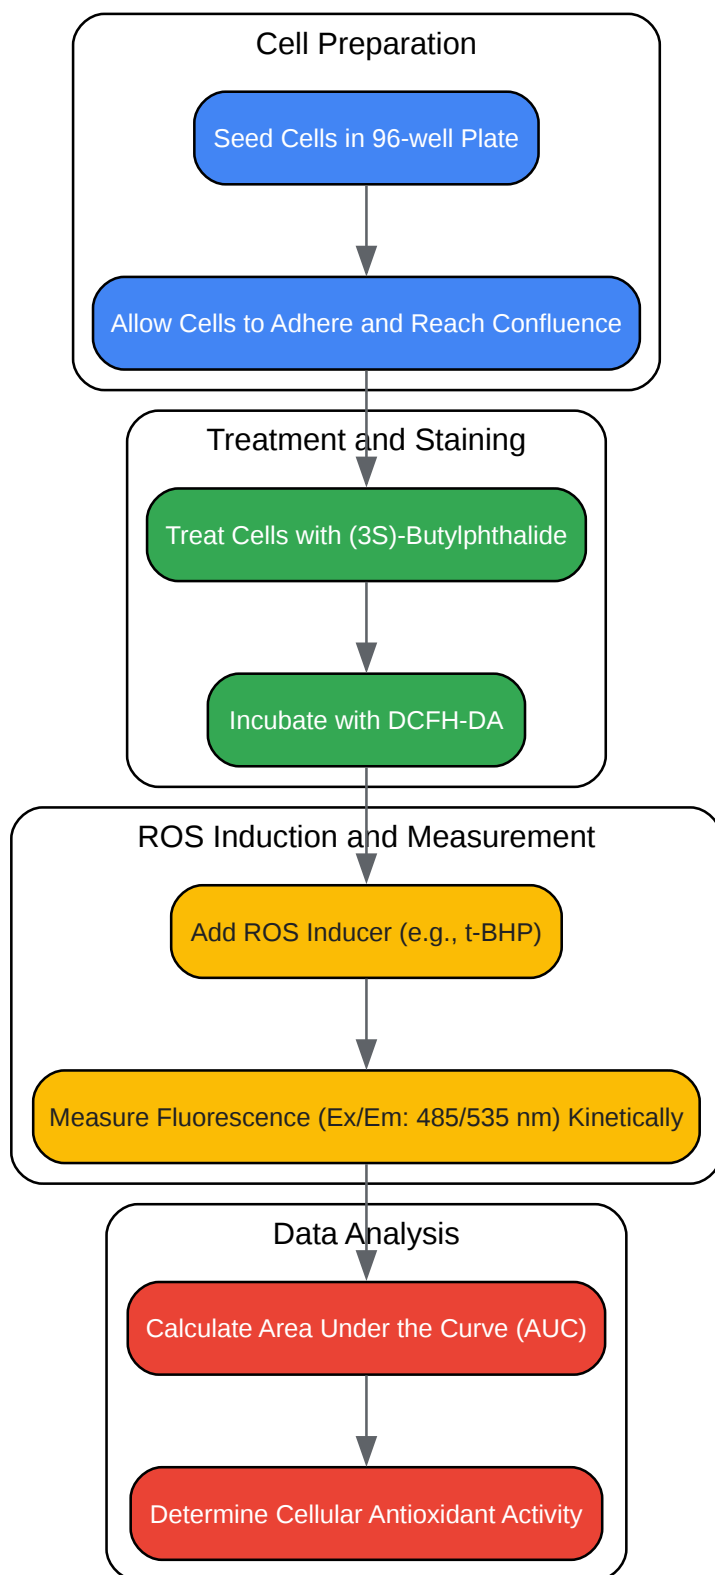 Cell Preparation
Seed Cells in 96-well Plate
Allow Cells to Adhere and Reach Confluence
Treatment and Staining
Treat Cells with (3S)-Butylphthalide
Incubate with DCFH-DA
ROS Induction and Measurement
Add ROS Inducer (e.g., t-BHP)
Measure Fluorescence (Ex/Em: 485/535 nm) Kinetically
Data Analysis
Calculate Area Under the Curve (AUC)
Determine Cellular Antioxidant Activity